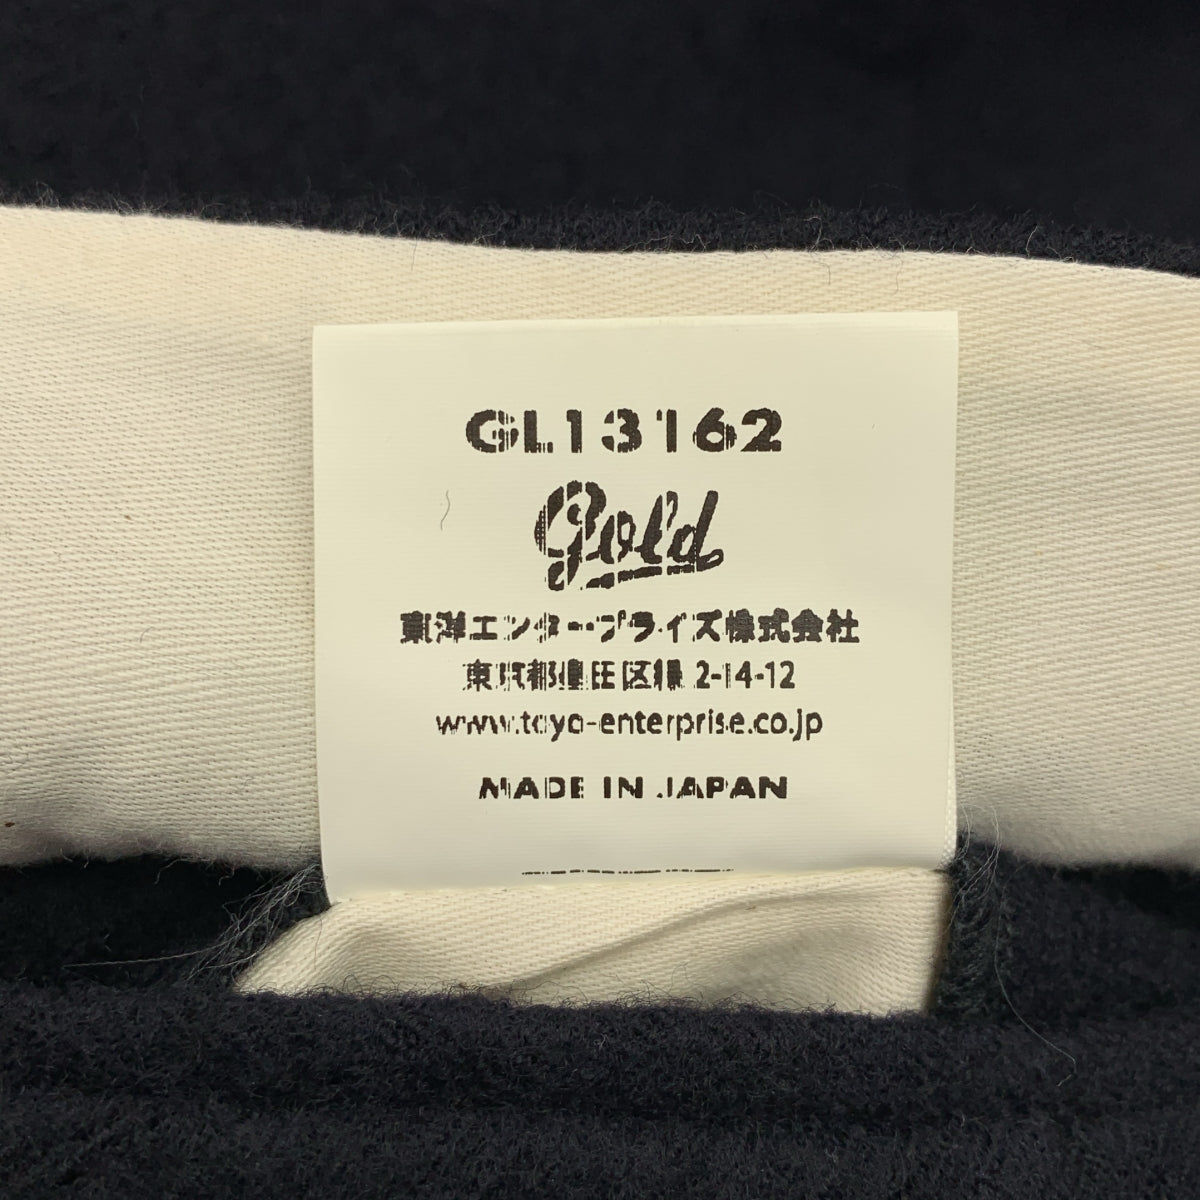 GL13162
gold
東洋エンタープライズ株式会社
東京都墨田区緑 2-14-12
www.toyo-enterprise.co.jp
MADE IN JAPAN